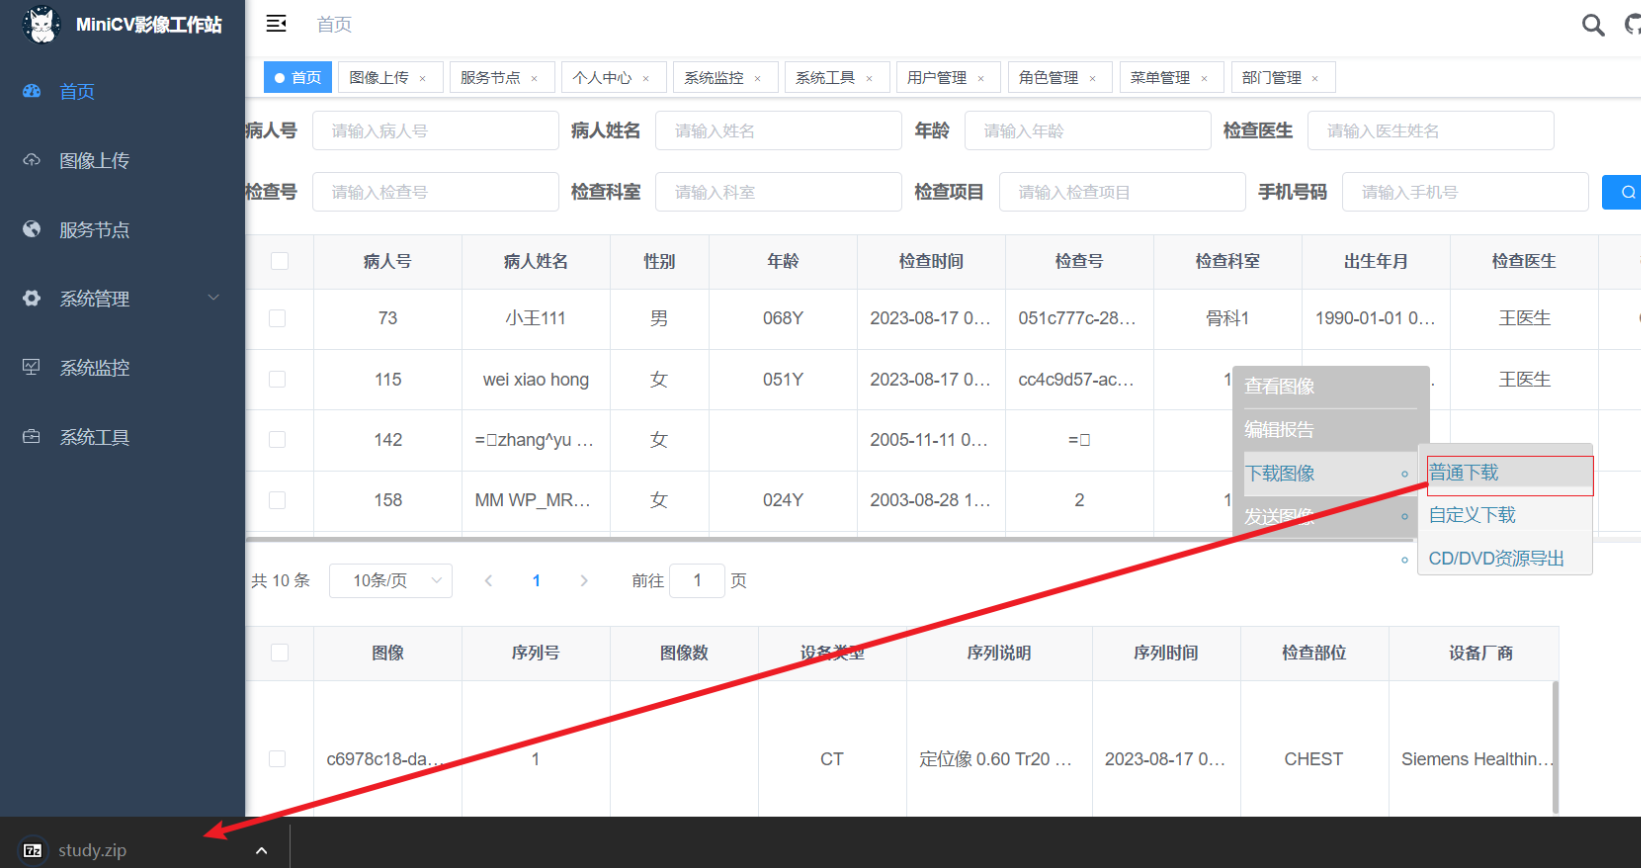 MiniCV影像工作站
首页
首页
图像上传
服务节点
系统管理
系统监控
系统工具
首页 图像上传 × 服务节点 × 个人中心 × 系统监控 × 系统工具 × 用户管理 × 角色管理 × 菜单管理 × 部门管理 ×
病人号 请输入病人号 病人姓名 请输入姓名 年龄 请输入年龄 检查医生 请输入医生姓名
检查号 请输入检查号 检查科室 请输入科室 检查项目 请输入检查项目 手机号码 请输入手机号
病人号 病人姓名 性别 年龄 检查时间 检查号 检查科室 出生年月 检查医生
73 小王111 男 068Y 2023-08-17 0... 051c777c-28... 骨科1 1990-01-01 0... 王医生
115 wei xiao hong 女 051Y 2023-08-17 0... cc4c9d57-ac... 1 王医生
142 =□zhang^yu ... 女 2005-11-11 0... =□
158 MM WP_MR... 女 024Y 2003-08-28 1... 2 1
查看图像
编辑报告
下载图像
发送图像
普通下载
自定义下载
CD/DVD资源导出
共 10 条 10条/页 1 前往 1 页
图像 序列号 图像数 设备类型 序列说明 序列时间 检查部位 设备厂商
c6978c18-da... 1 CT 定位像 0.60 Tr20 ... 2023-08-17 0... CHEST Siemens Healthin...
7z study.zip